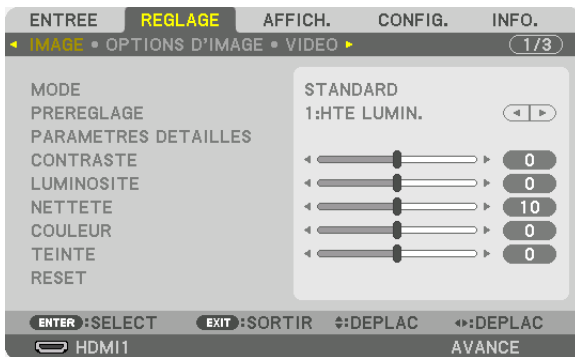 ENTREE REGLAGE AFFICH. CONFIG. INFO.
IMAGE • OPTIONS D'IMAGE • VIDEO 1/3
MODE STANDARD
PREREGLAGE 1:HTE LUMIN.
PARAMETRES DETAILLES
CONTRASTE 0
LUMINOSITE 0
NETTETE 10
COULEUR 0
TEINTE 0
RESET
ENTER :SELECT EXIT :SORTIR :DEPLAC :DEPLAC
HDMI1 AVANCE